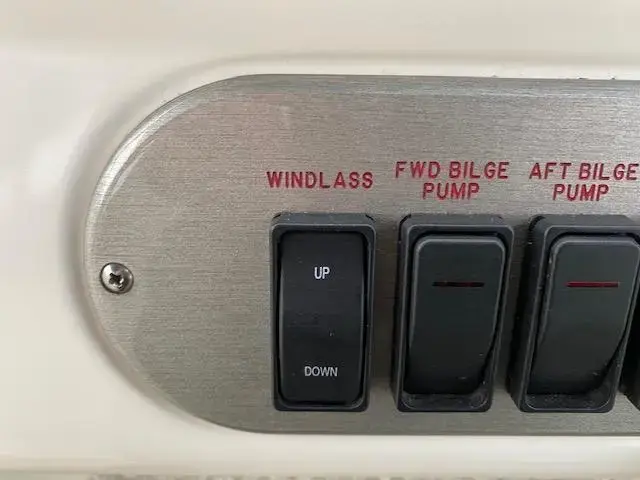 WINDLASS
FWD BILGE
PUMP
AFT BILGE
PUMP
UP
DOWN